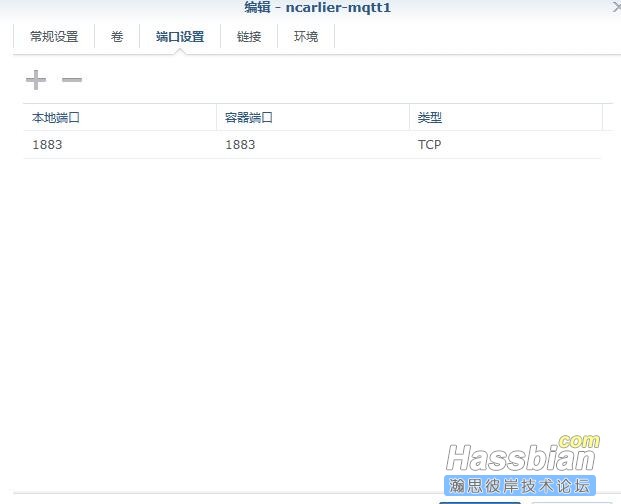 编辑 - ncarlier-mqtt1
常规设置 卷 端口设置 链接 环境
本地端口 容器端口 类型
1883 1883 TCP
Hassbian.com
瀚思彼岸技术论坛